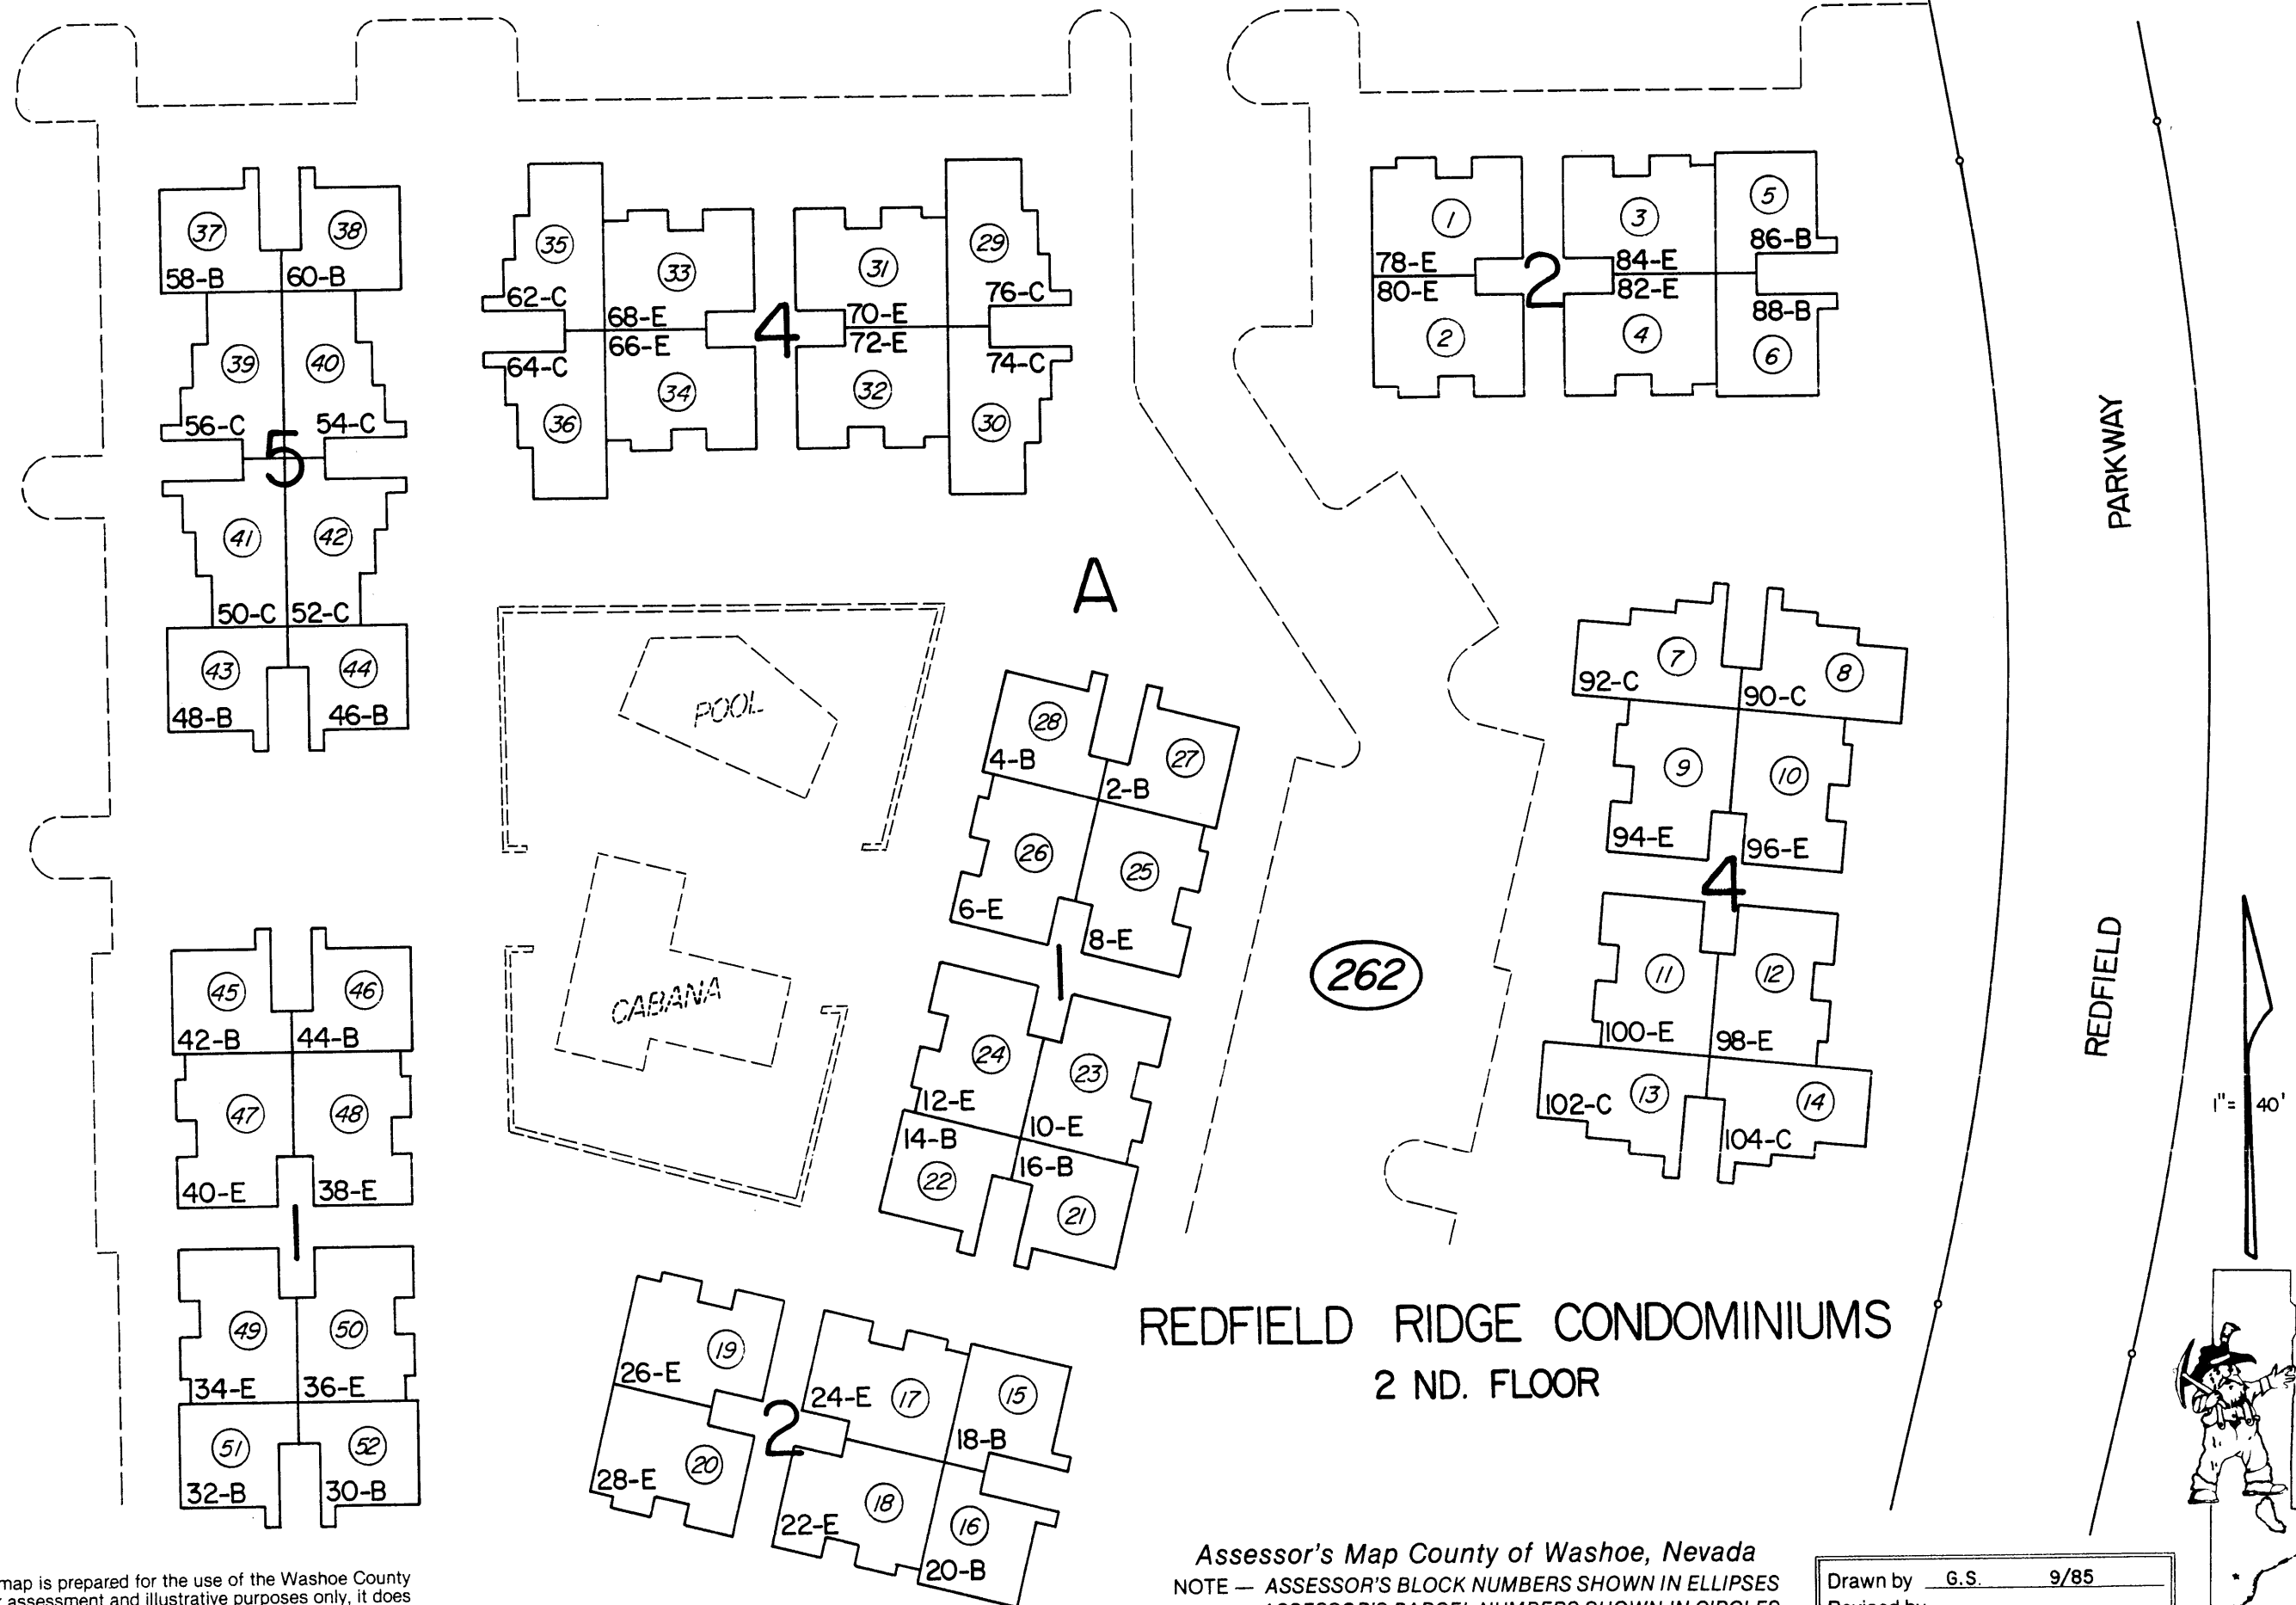 37
38
58-B
60-B
39
40
56-C
54-C
5
41
42
50-C
52-C
43
44
48-B
46-B
35
33
62-C
68-E
66-E
64-C
36
34
4
31
29
70-E
76-C
72-E
74-C
32
30
1
3
5
78-E
84-E
86-B
80-E
82-E
88-B
2
2
4
6
A
POOL
CABANA
28
27
4-B
2-B
26
25
6-E
8-E
1
24
23
12-E
10-E
14-B
16-B
22
21
262
7
8
92-C
90-C
9
10
94-E
96-E
4
11
12
100-E
98-E
13
14
102-C
104-C
PARKWAY
REDFIELD
1"= 40'
45
46
42-B
44-B
47
48
40-E
38-E
1
49
50
34-E
36-E
51
52
32-B
30-B
19
26-E
17
24-E
15
18-B
2
20
28-E
18
22-E
16
20-B
REDFIELD RIDGE CONDOMINIUMS
2 ND. FLOOR
Assessor's Map County of Washoe, Nevada
NOTE — ASSESSOR'S BLOCK NUMBERS SHOWN IN ELLIPSES
ASSESSOR'S PARCEL NUMBERS SHOWN IN CIRCLES
map is prepared for the use of the Washoe County
assessment and illustrative purposes only, it does
Drawn by G.S. 9/85
Revised by